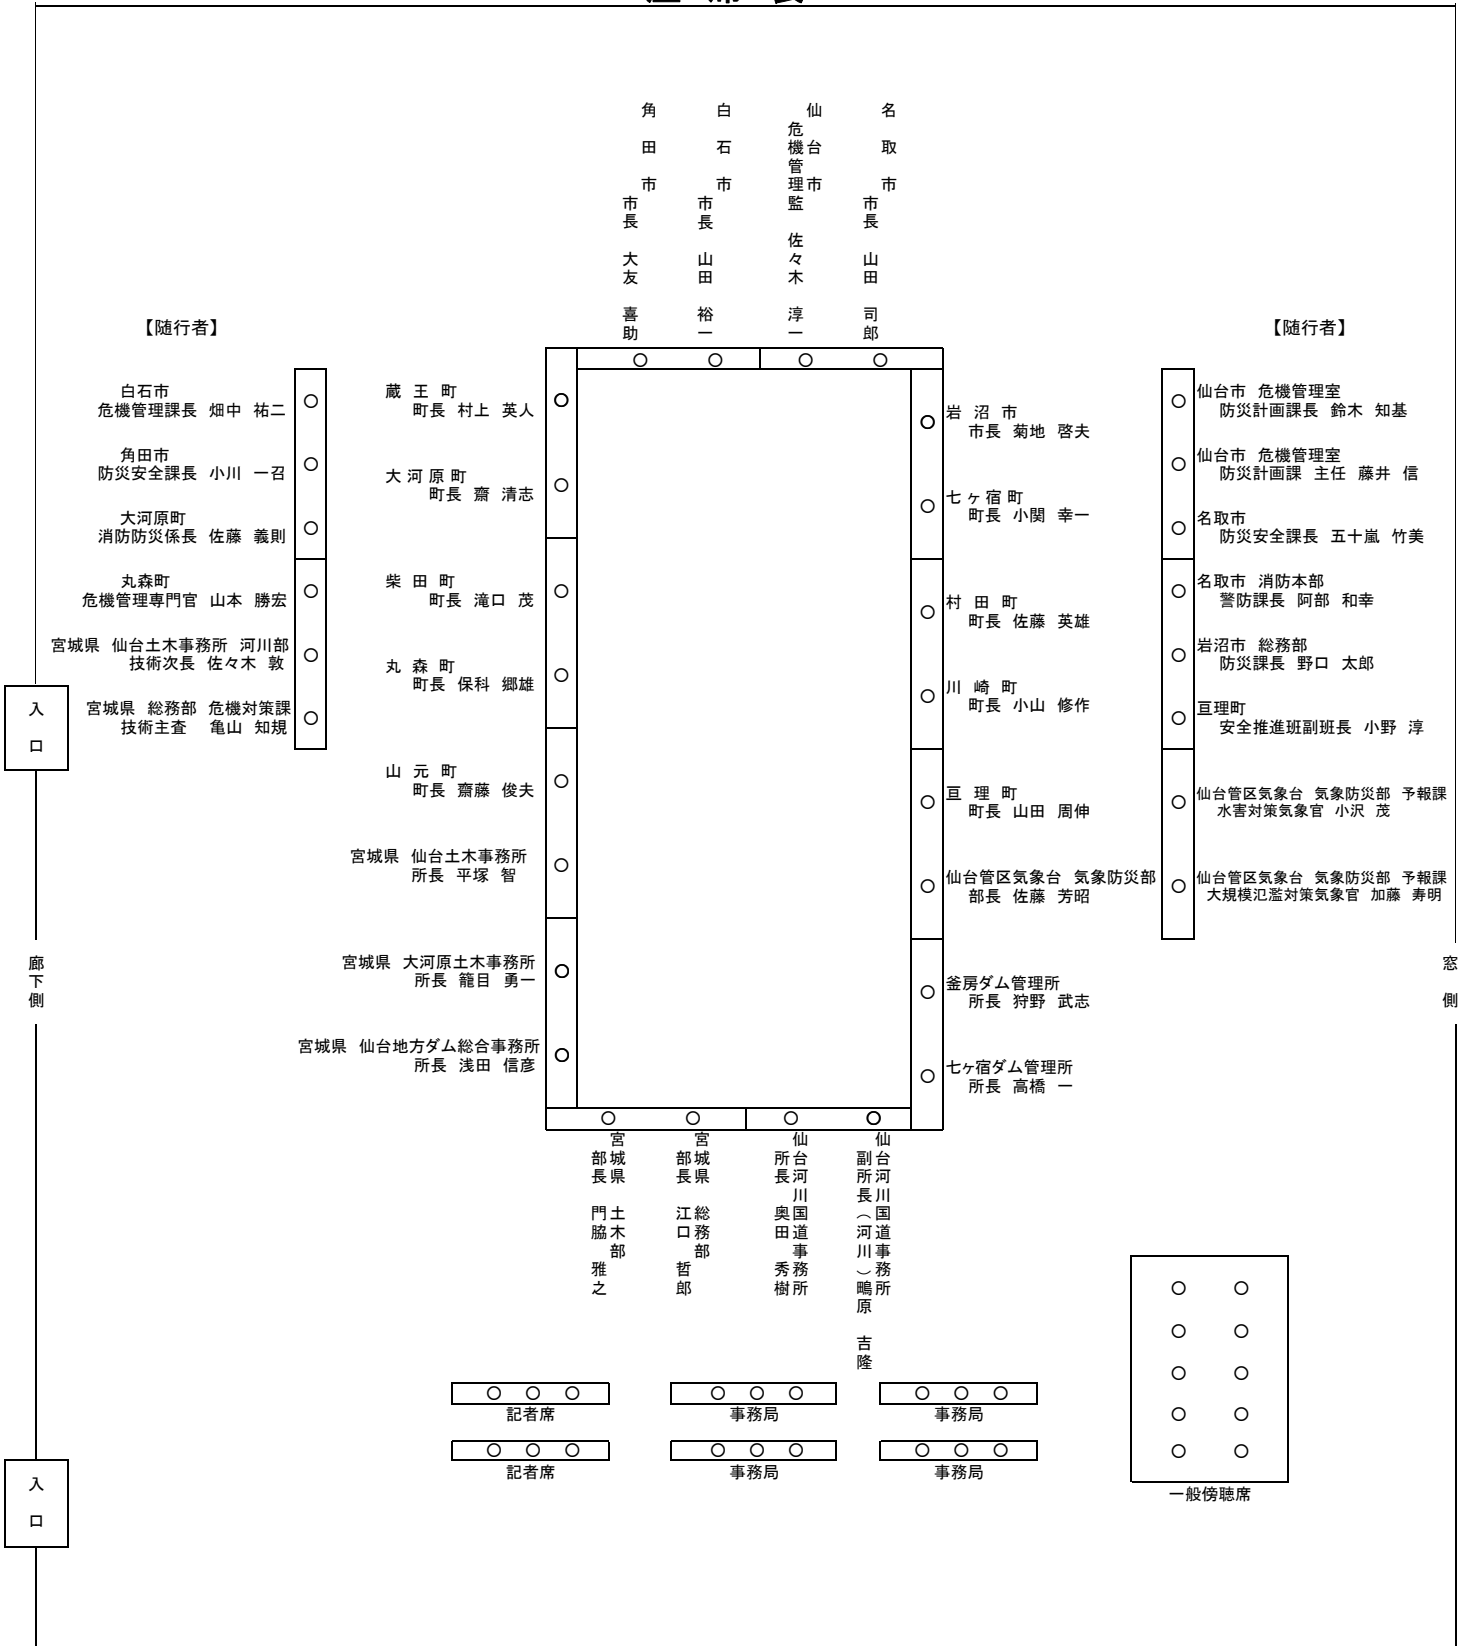 座 席 表
角 田 市
市長 大友 喜助
白 石 市
市長 山田 裕一
仙 台 市
危機管理監 佐々木 淳一
名 取 市
市長 山田 司郎
【随行者】
白石市
危機管理課長 畑中 祐二
角田市
防災安全課長 小川 一召
大河原町
消防防災係長 佐藤 義則
丸森町
危機管理専門官 山本 勝宏
宮城県 仙台土木事務所 河川部
技術次長 佐々木 敦
宮城県 総務部 危機対策課
技術主査 亀山 知規
蔵 王 町
町長 村上 英人
大 河 原 町
町長 齋 清志
柴 田 町
町長 滝口 茂
丸 森 町
町長 保科 郷雄
山 元 町
町長 齋藤 俊夫
宮城県 仙台土木事務所
所長 平塚 智
宮城県 大河原土木事務所
所長 籠目 勇一
宮城県 仙台地方ダム総合事務所
所長 浅田 信彦
岩 沼 市
市長 菊地 啓夫
七 ヶ 宿 町
町長 小関 幸一
村 田 町
町長 佐藤 英雄
川 崎 町
町長 小山 修作
亘 理 町
町長 山田 周伸
仙台管区気象台 気象防災部
部長 佐藤 芳昭
釜房ダム管理所
所長 狩野 武志
七ヶ宿ダム管理所
所長 高橋 一
【随行者】
仙台市 危機管理室
防災計画課長 鈴木 知基
仙台市 危機管理室
防災計画課 主任 藤井 信
名取市
防災安全課長 五十嵐 竹美
名取市 消防本部
警防課長 阿部 和幸
岩沼市 総務部
防災課長 野口 太郎
亘理町
安全推進班副班長 小野 淳
仙台管区気象台 気象防災部 予報課
水害対策気象官 小沢 茂
仙台管区気象台 気象防災部 予報課
大規模氾濫対策気象官 加藤 寿明
宮城県 土木部
部長 門脇 雅之
宮城県 総務部
部長 江口 哲郎
仙台河川国道事務所
所長 奥田 秀樹
仙台河川国道事務所
副所長（河川）鴫原 吉隆
入 口
廊下側
入 口
窓 側
記者席
事務局
事務局
記者席
事務局
事務局
一般傍聴席